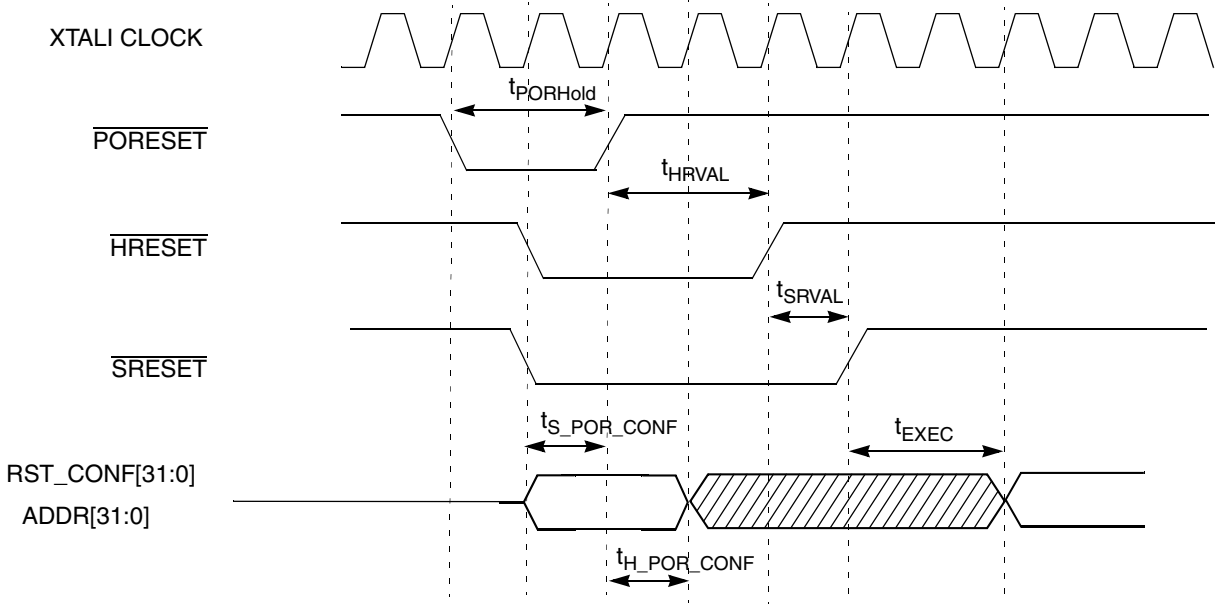 XTALI CLOCK
tPORHold
PORESET
tHRVAL
HRESET
tSRVAL
SRESET
tS_POR_CONF
tEXEC
RST_CONF[31:0]
ADDR[31:0]
tH_POR_CONF